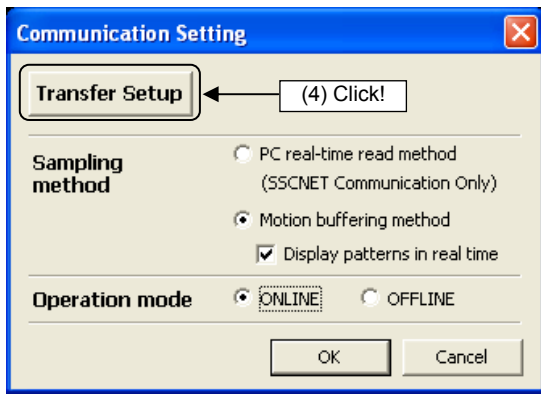 Communication Setting
Transfer Setup
(4) Click!
Sampling method
PC real-time read method
(SSCNET Communication Only)
Motion buffering method
Display patterns in real time
Operation mode
ONLINE
OFFLINE
OK
Cancel